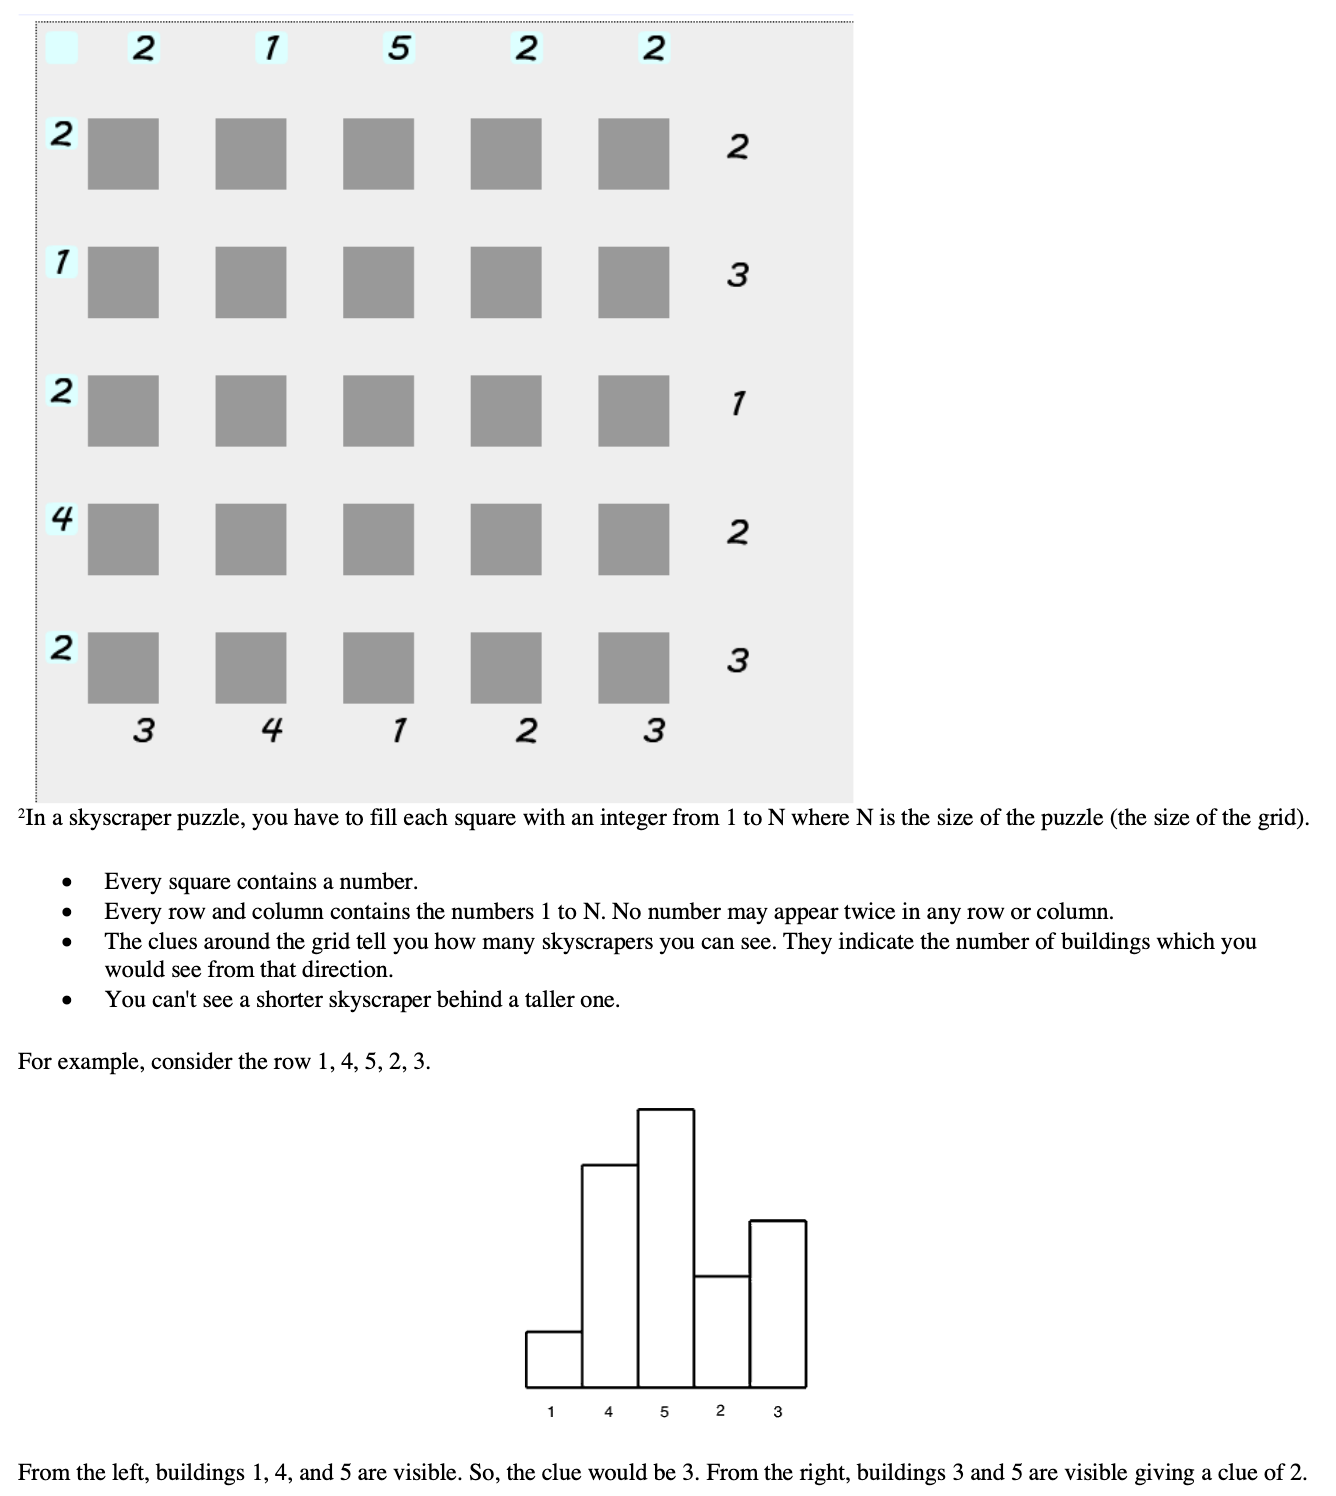 2 1 5 2 2
2 2
1 3
2 1
4 2
2 3
3 4 1 2 3
²In a skyscraper puzzle, you have to fill each square with an integer from 1 to N where N is the size of the puzzle (the size of the grid).
• Every square contains a number.
• Every row and column contains the numbers 1 to N. No number may appear twice in any row or column.
• The clues around the grid tell you how many skyscrapers you can see. They indicate the number of buildings which you
would see from that direction.
• You can't see a shorter skyscraper behind a taller one.
For example, consider the row 1, 4, 5, 2, 3.
1 4 5 2 3
From the left, buildings 1, 4, and 5 are visible. So, the clue would be 3. From the right, buildings 3 and 5 are visible giving a clue of 2.